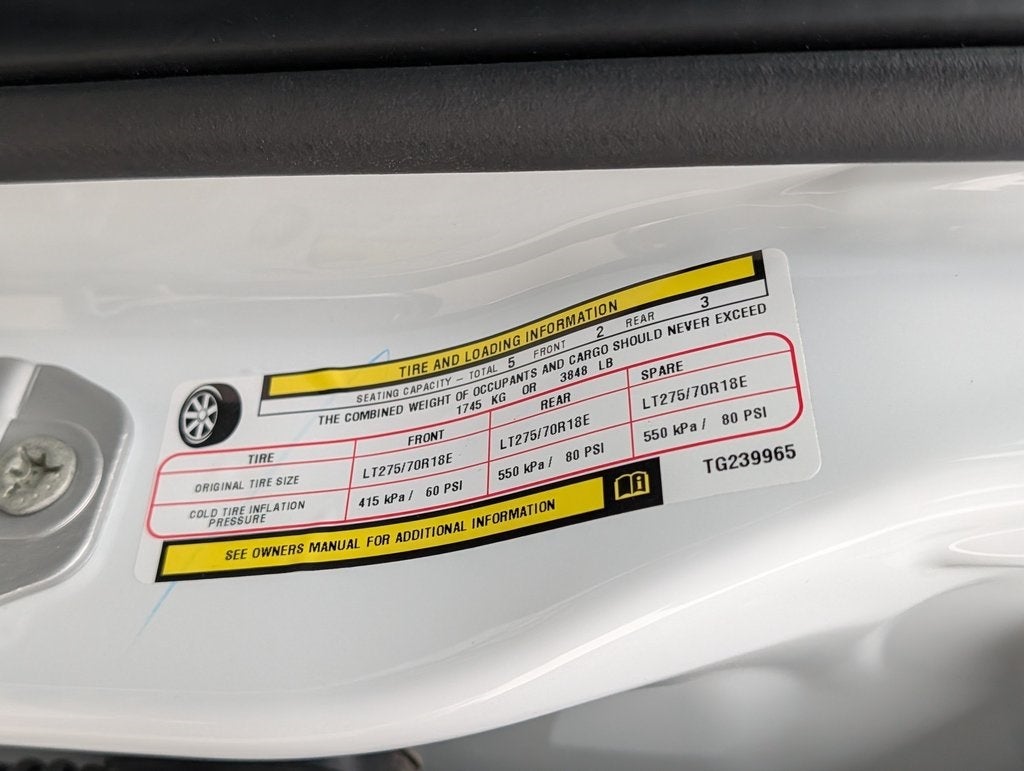 TIRE AND LOADING INFORMATION
SEATING CAPACITY – TOTAL 5 FRONT 2 REAR 3
THE COMBINED WEIGHT OF OCCUPANTS AND CARGO SHOULD NEVER EXCEED
1745 KG OR 3848 LB
TIRE FRONT REAR SPARE
ORIGINAL TIRE SIZE LT275/70R18E LT275/70R18E LT275/70R18E
COLD TIRE INFLATION PRESSURE 415 kPa / 60 PSI 550 kPa / 80 PSI 550 kPa / 80 PSI
SEE OWNERS MANUAL FOR ADDITIONAL INFORMATION
TG239965